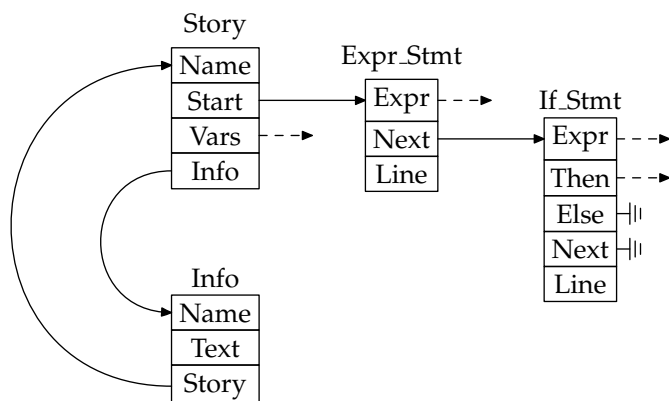 Story
Name
Start
Vars
Info
Expr_Stmt
Expr
Next
Line
If_Stmt
Expr
Then
Else
Next
Line
Info
Name
Text
Story